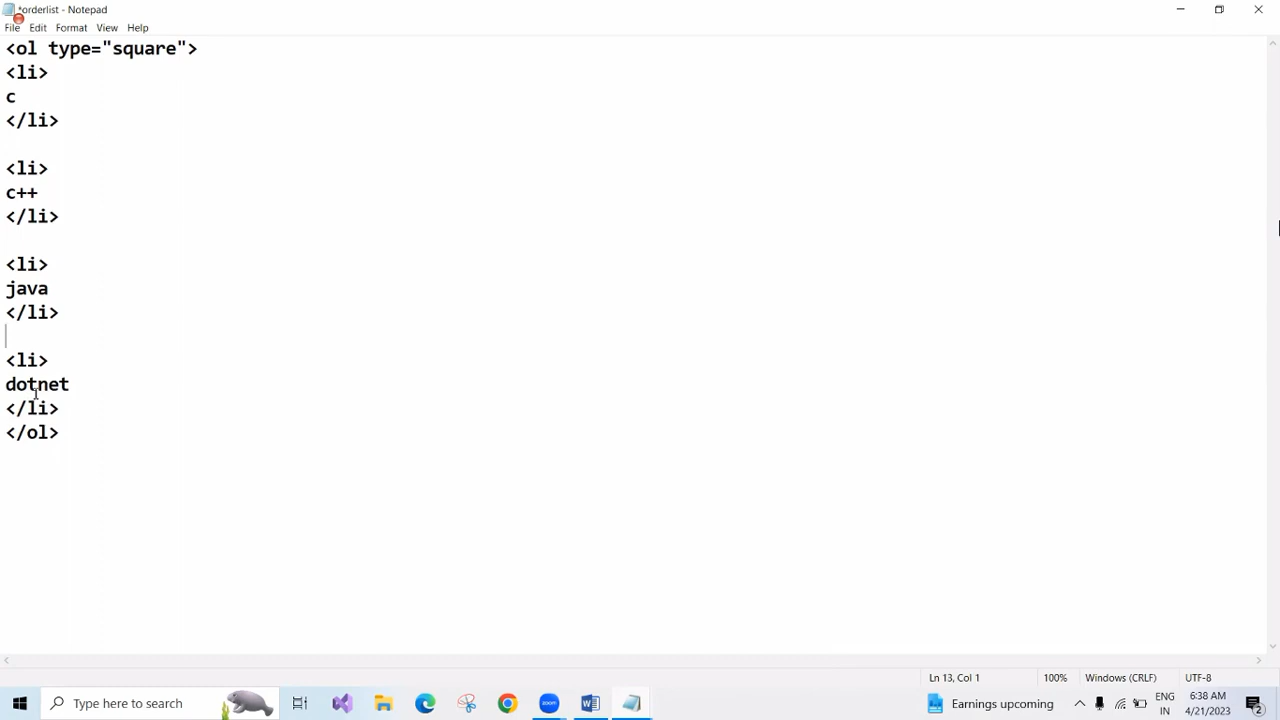 *orderlist - Notepad
File Edit Format View Help
<ol type="square">
<li>
c
</li>
<li>
c++
</li>
<li>
java
</li>
<li>
dotnet
</li>
</ol>
Ln 13, Col 1 100% Windows (CRLF) UTF-8
Type here to search
zoom
Earnings upcoming
ENG
IN
6:38 AM
4/21/2023
2